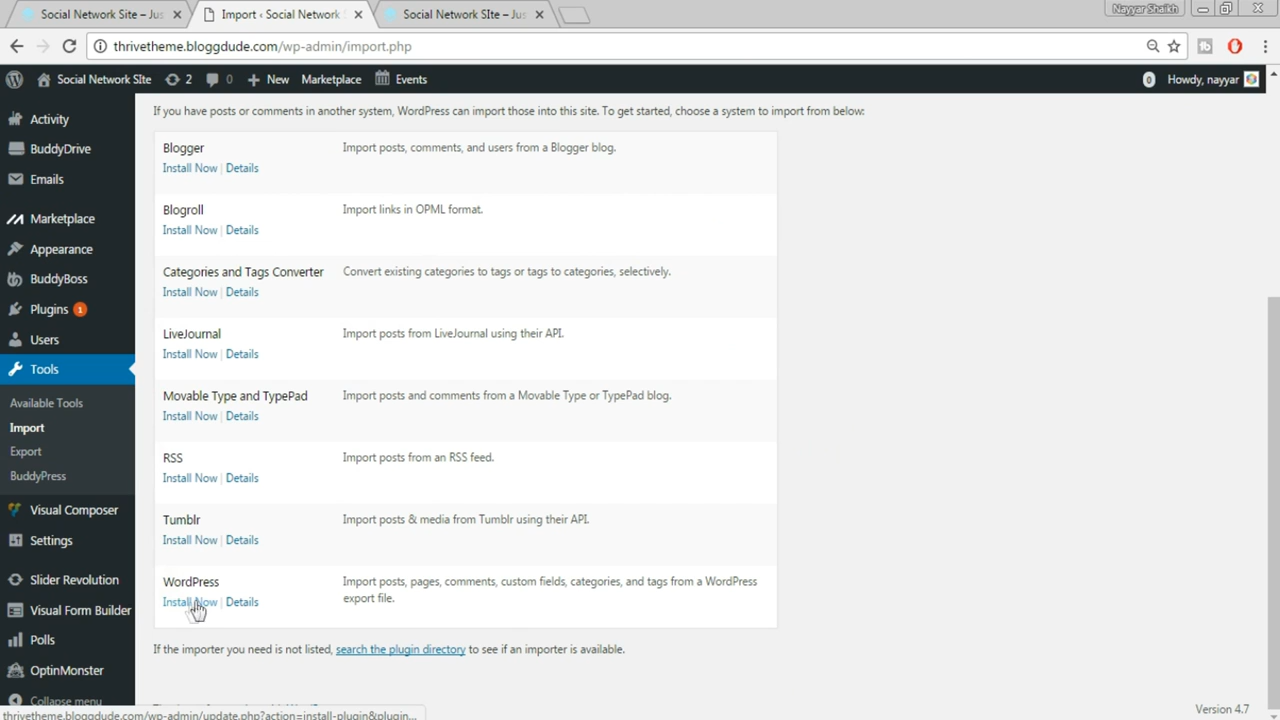 Social Network Site – Jus
Import ‹ Social Network
Social Network SIte – Jus
Nayyar Shaikh
thrivetheme.bloggdude.com/wp-admin/import.php
Social Network SIte
2
0
New
Marketplace
Events
0
Howdy, nayyar
Activity
BuddyDrive
Emails
Marketplace
Appearance
BuddyBoss
Plugins 1
Users
Tools
Available Tools
Import
Export
BuddyPress
Visual Composer
Settings
Slider Revolution
Visual Form Builder
Polls
OptinMonster
Collapse menu
If you have posts or comments in another system, WordPress can import those into this site. To get started, choose a system to import from below:
Blogger
Import posts, comments, and users from a Blogger blog.
Install Now | Details
Blogroll
Import links in OPML format.
Install Now | Details
Categories and Tags Converter
Convert existing categories to tags or tags to categories, selectively.
Install Now | Details
LiveJournal
Import posts from LiveJournal using their API.
Install Now | Details
Movable Type and TypePad
Import posts and comments from a Movable Type or TypePad blog.
Install Now | Details
RSS
Import posts from an RSS feed.
Install Now | Details
Tumblr
Import posts & media from Tumblr using their API.
Install Now | Details
WordPress
Import posts, pages, comments, custom fields, categories, and tags from a WordPress
export file.
Install Now | Details
If the importer you need is not listed, search the plugin directory to see if an importer is available.
Version 4.7
thrivetheme.bloggdude.com/wp-admin/update.php?action=install-plugin&plugin...